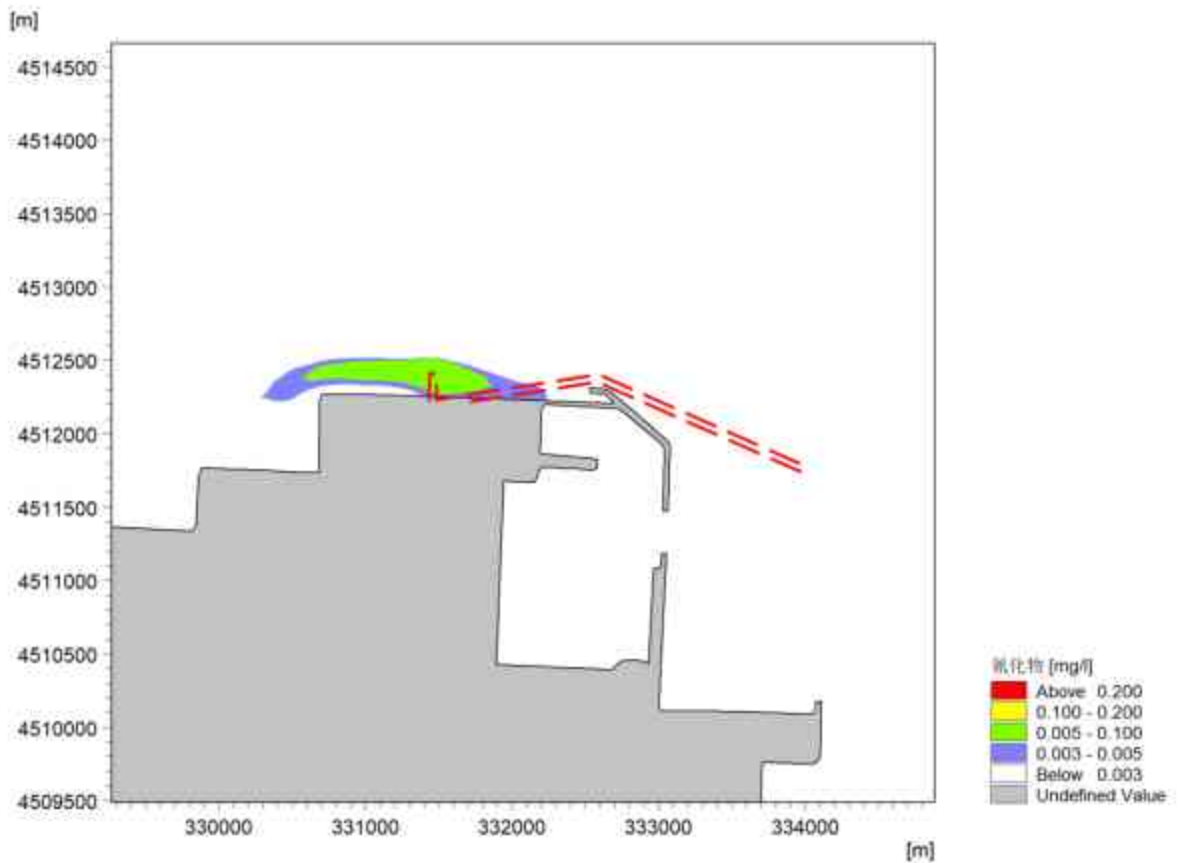 [m]
4514500
4514000
4513500
4513000
4512500
4512000
4511500
4511000
4510500
4510000
4509500
330000 331000 332000 333000 334000
[m]
氰化物 [mg/l]
Above 0.200
0.100 - 0.200
0.005 - 0.100
0.003 - 0.005
Below 0.003
Undefined Value